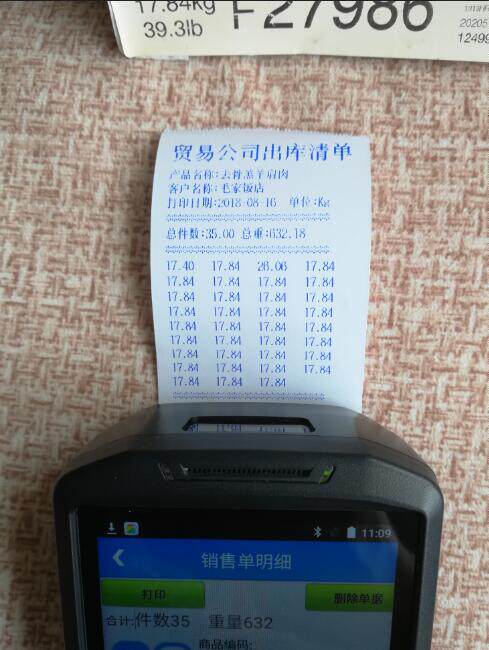 17.84kg F27986
39.3lb
贸易公司出库清单
产品名称:去骨羔羊肩肉
客户名称:毛家饭店
打印日期:2018-08-16 单位:Kg
总件数:35.00 总重:632.18
17.40 17.84 26.06 17.84
17.84 17.84 17.84 17.84
17.84 17.84 17.84 17.84
17.84 17.84 17.84 17.84
17.84 17.84 17.84 17.84
17.84 17.84 17.84 17.84
17.84 17.84 17.84 17.84
17.84 17.84 17.84 17.84
17.84 17.84 17.84
11:09
销售单明细
打印 删除单据
合计:件数35 重量632
商品编码: